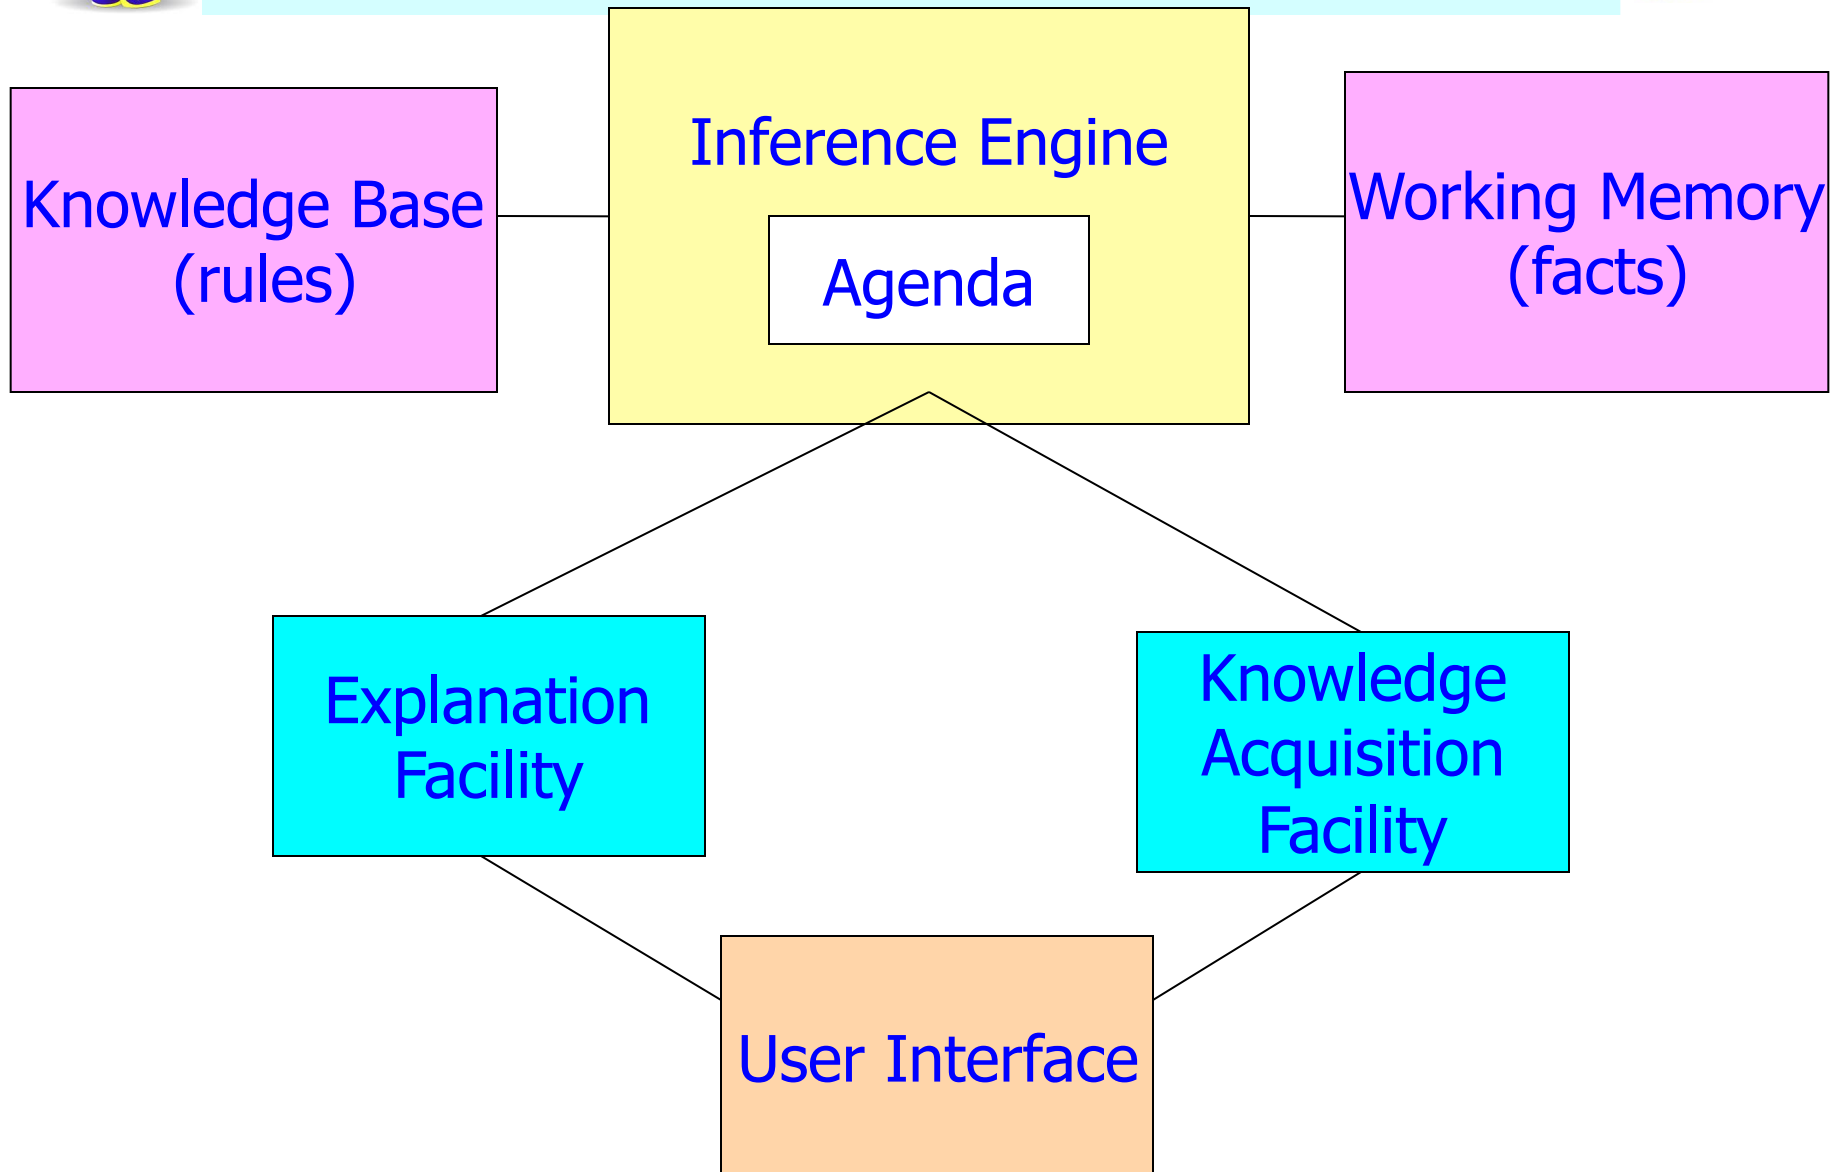 Inference Engine
Agenda
Knowledge Base
(rules)
Working Memory
(facts)
Explanation
Facility
Knowledge
Acquisition
Facility
User Interface